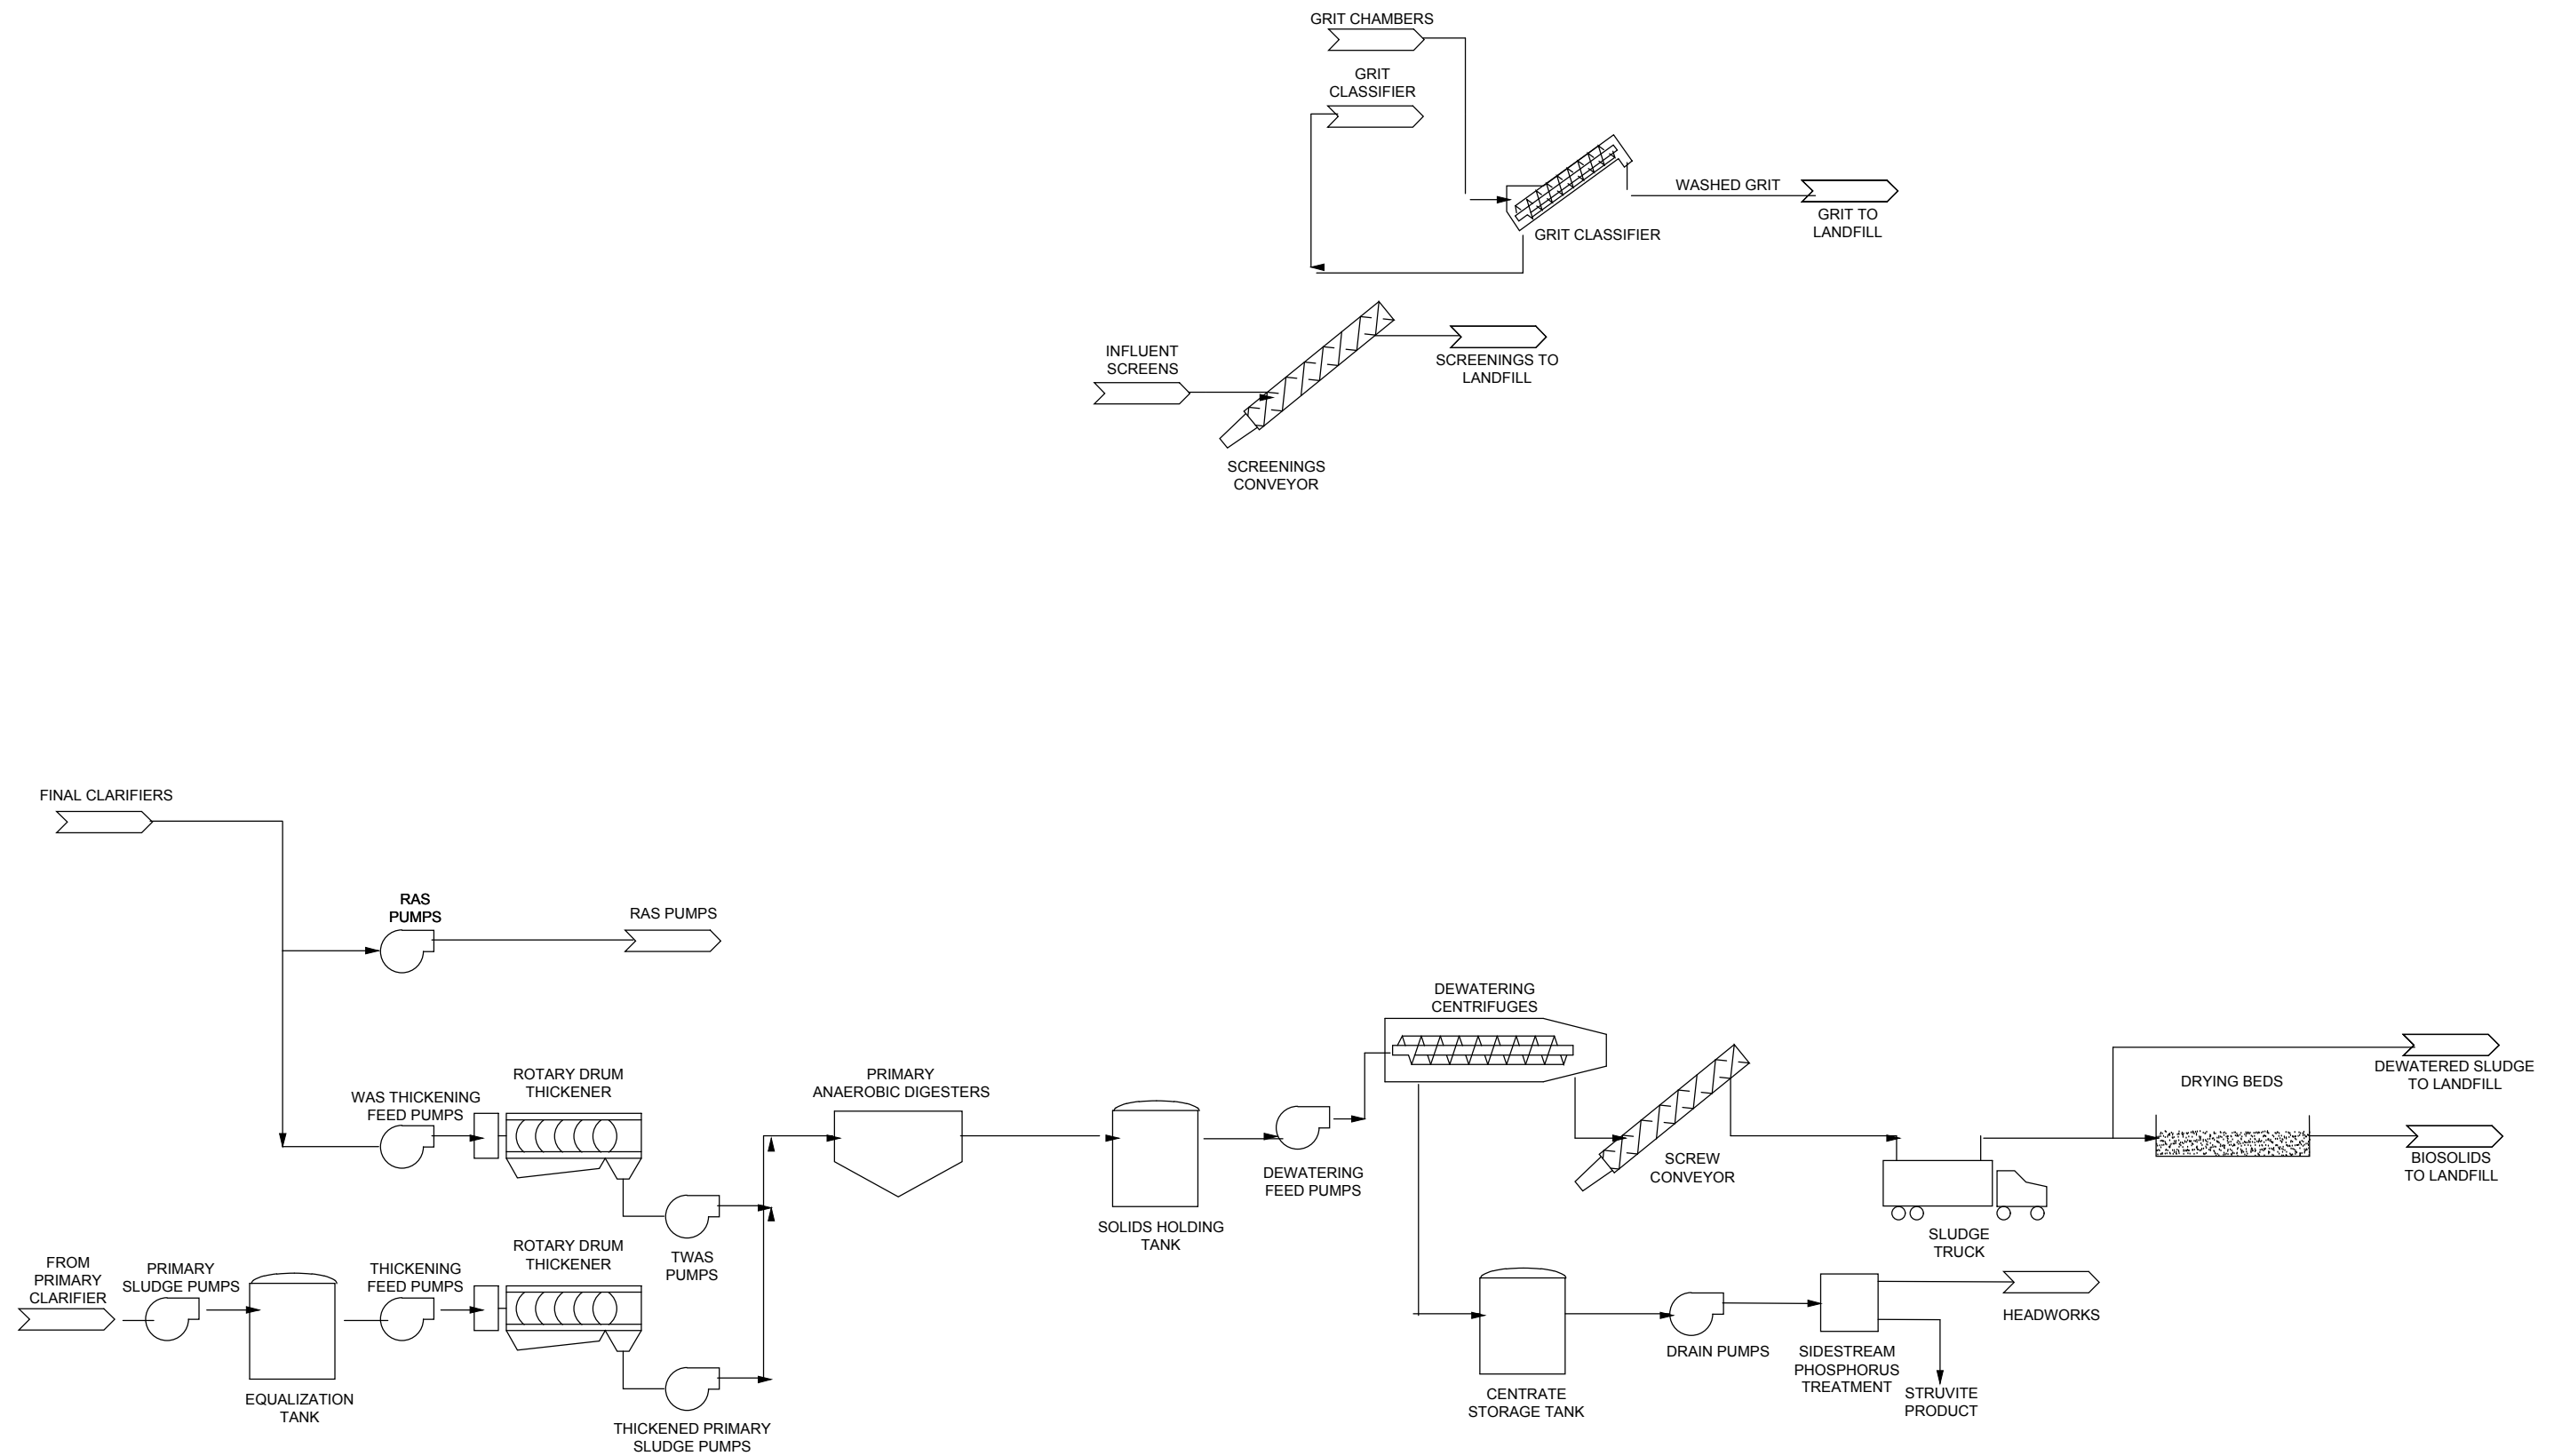 GRIT CHAMBERS
GRIT
CLASSIFIER
WASHED GRIT
GRIT TO
LANDFILL
GRIT CLASSIFIER
INFLUENT
SCREENS
SCREENINGS TO
LANDFILL
SCREENINGS
CONVEYOR
FINAL CLARIFIERS
RAS
PUMPS
RAS PUMPS
WAS THICKENING
FEED PUMPS
ROTARY DRUM
THICKENER
PRIMARY
ANAEROBIC DIGESTERS
TWAS
PUMPS
SOLIDS HOLDING
TANK
DEWATERING
FEED PUMPS
DEWATERING
CENTRIFUGES
SCREW
CONVEYOR
SLUDGE
TRUCK
DRYING BEDS
DEWATERED SLUDGE
TO LANDFILL
BIOSOLIDS
TO LANDFILL
FROM
PRIMARY
CLARIFIER
PRIMARY
SLUDGE PUMPS
EQUALIZATION
TANK
THICKENING
FEED PUMPS
ROTARY DRUM
THICKENER
THICKENED PRIMARY
SLUDGE PUMPS
CENTRATE
STORAGE TANK
DRAIN PUMPS
SIDESTREAM
PHOSPHORUS
TREATMENT
HEADWORKS
STRUVITE
PRODUCT